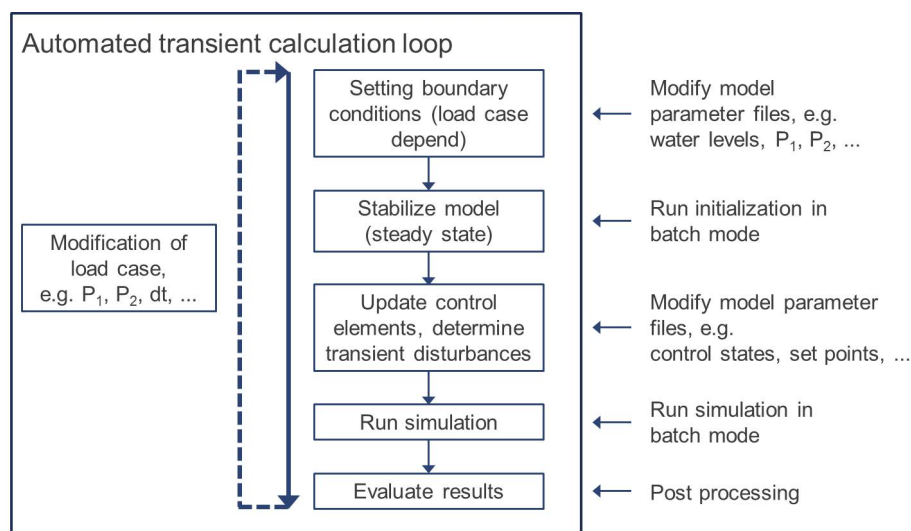 Automated transient calculation loop
Setting boundary
conditions (load case
depend)
Modify model
parameter files, e.g.
water levels, P₁, P₂, ...
Stabilize model
(steady state)
Run initialization in
batch mode
Modification of
load case,
e.g. P₁, P₂, dt, ...
Update control
elements, determine
transient disturbances
Modify model parameter
files, e.g.
control states, set points, ...
Run simulation
Run simulation in
batch mode
Evaluate results
Post processing